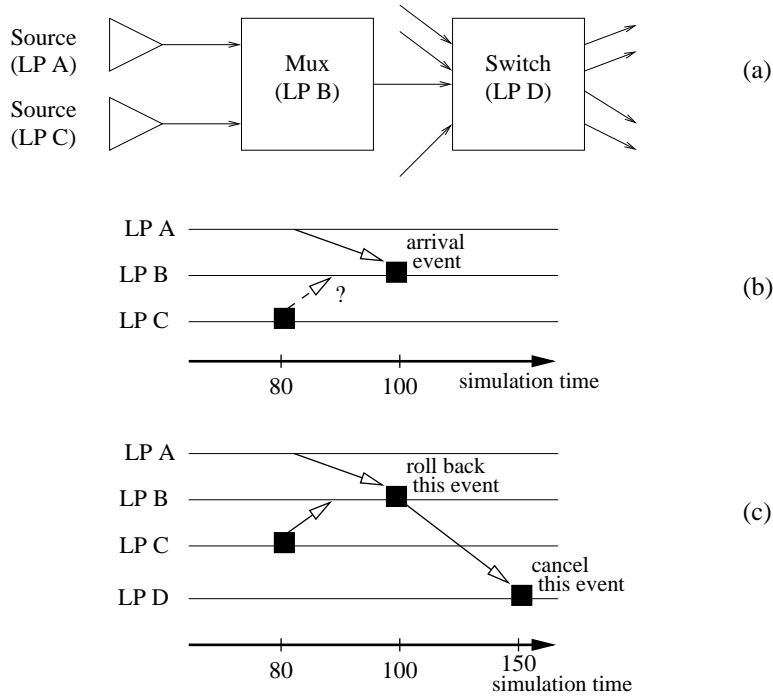 Source
(LP A)
Source
(LP C)
Mux
(LP B)
Switch
(LP D)
(a)
LP A
LP B
LP C
arrival
event
?
80
100
simulation time
(b)
LP A
LP B
LP C
LP D
roll back
this event
cancel
this event
80
100
150
simulation time
(c)